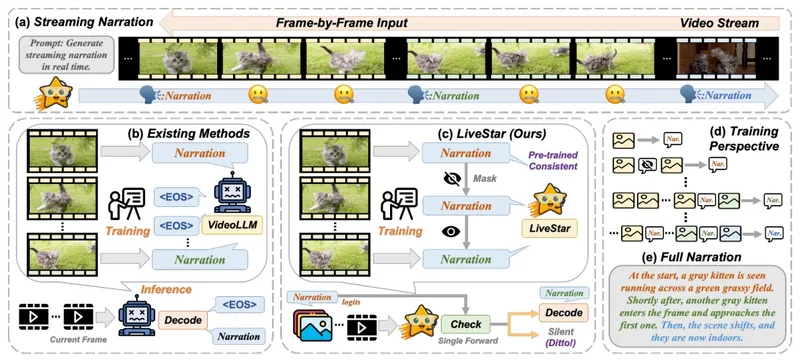 (a) Streaming Narration
Frame-by-Frame Input
Video Stream
Prompt: Generate
streaming narration
in real time.
...
...
...
:Narration
:Narration
:Narration
(b) Existing Methods
Narration
<EOS>
Training
<EOS>
VideoLLM
...
Narration
Inference
...
Current Frame
Decode
<EOS>
Narration
(c) LiveStar (Ours)
Narration
Pre-trained
Consistent
Mask
Training
Narration
LiveStar
Narration
Narration
logits
...
Check
Single Forward
Narration
Decode
Silent
(Ditto!)
(d) Training
Perspective
Nar.
Nar.
...
Nar.
Nar.
...
Nar.
...
Nar.
Nar.
(e) Full Narration
At the start, a gray kitten is seen
running across a green grassy field.
Shortly after, another gray kitten
enters the frame and approaches the
first one. Then, the scene shifts, and
they are now indoors.